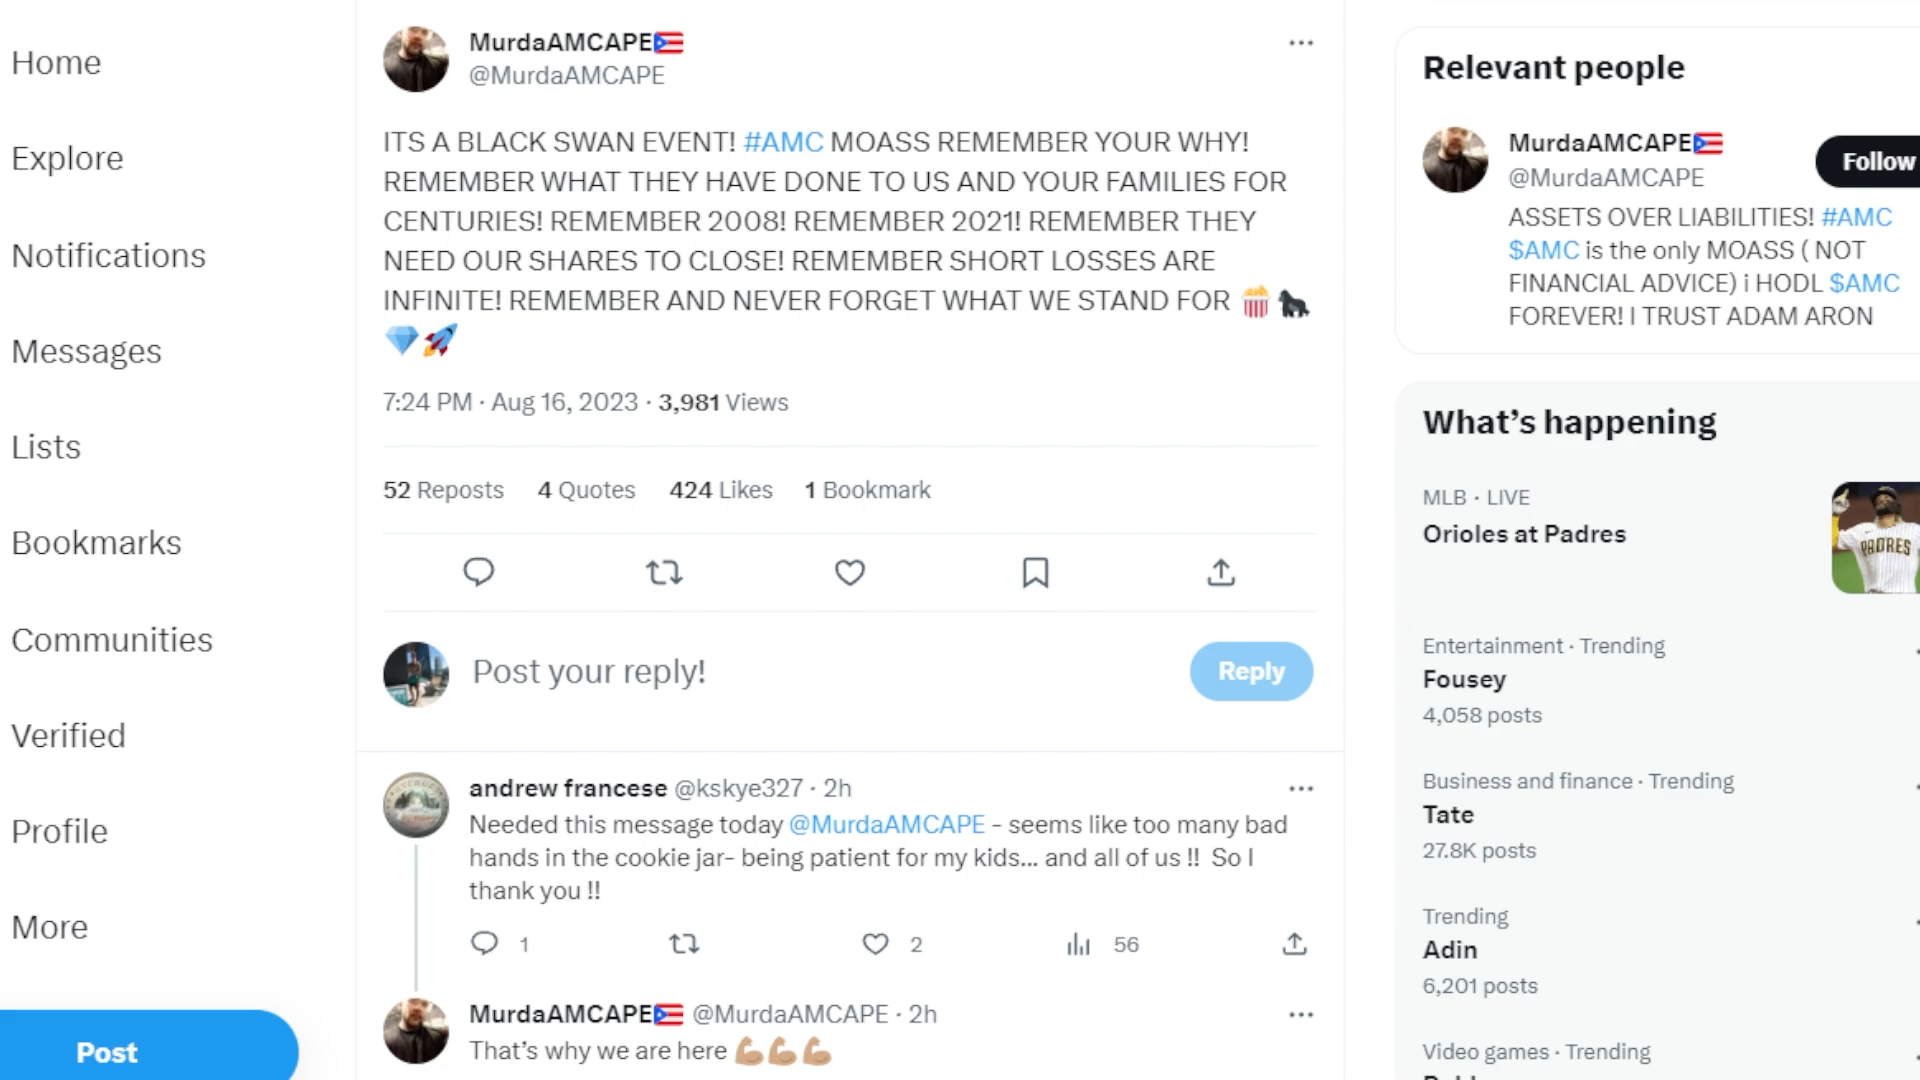 Home
Explore
Notifications
Messages
Lists
Bookmarks
Communities
Verified
Profile
More
Post
MurdaAMCAPE🇵🇷
@MurdaAMCAPE
ITS A BLACK SWAN EVENT! #AMC MOASS REMEMBER YOUR WHY!
REMEMBER WHAT THEY HAVE DONE TO US AND YOUR FAMILIES FOR
CENTURIES! REMEMBER 2008! REMEMBER 2021! REMEMBER THEY
NEED OUR SHARES TO CLOSE! REMEMBER SHORT LOSSES ARE
INFINITE! REMEMBER AND NEVER FORGET WHAT WE STAND FOR 🍿🦍
💎🚀
7:24 PM · Aug 16, 2023 · 3,981 Views
52 Reposts 4 Quotes 424 Likes 1 Bookmark
Post your reply!
Reply
andrew francese @kskye327 · 2h
Needed this message today @MurdaAMCAPE - seems like too many bad
hands in the cookie jar- being patient for my kids... and all of us !! So I
thank you !!
1 2 56
MurdaAMCAPE🇵🇷 @MurdaAMCAPE · 2h
That's why we are here 💪🏽💪🏽💪🏽
Relevant people
MurdaAMCAPE🇵🇷
@MurdaAMCAPE
Follow
ASSETS OVER LIABILITIES! #AMC
$AMC is the only MOASS ( NOT
FINANCIAL ADVICE) i HODL $AMC
FOREVER! I TRUST ADAM ARON
What's happening
MLB · LIVE
Orioles at Padres
PADRES
Entertainment · Trending
Fousey
4,058 posts
Business and finance · Trending
Tate
27.8K posts
Trending
Adin
6,201 posts
Video games · Trending